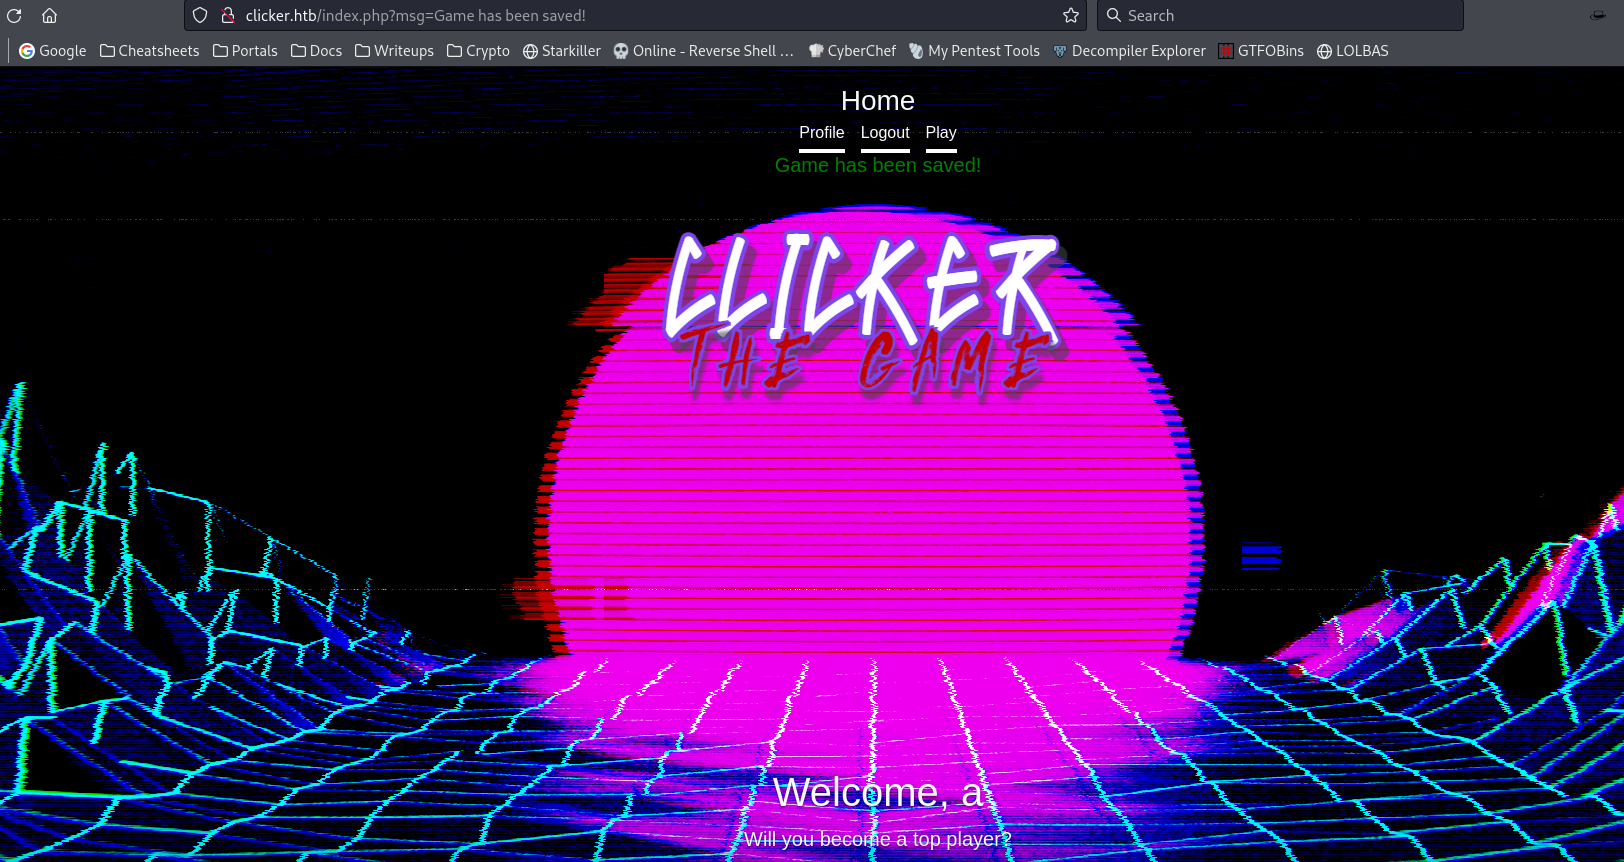 clicker.htb/index.php?msg=Game has been saved!
Search
Google Cheatsheets Portals Docs Writeups Crypto Starkiller Online - Reverse Shell … CyberChef My Pentest Tools Decompiler Explorer GTFOBins LOLBAS
Home
Profile Logout Play
Game has been saved!
CLICKER
THE GAME
Welcome, a
Will you become a top player?